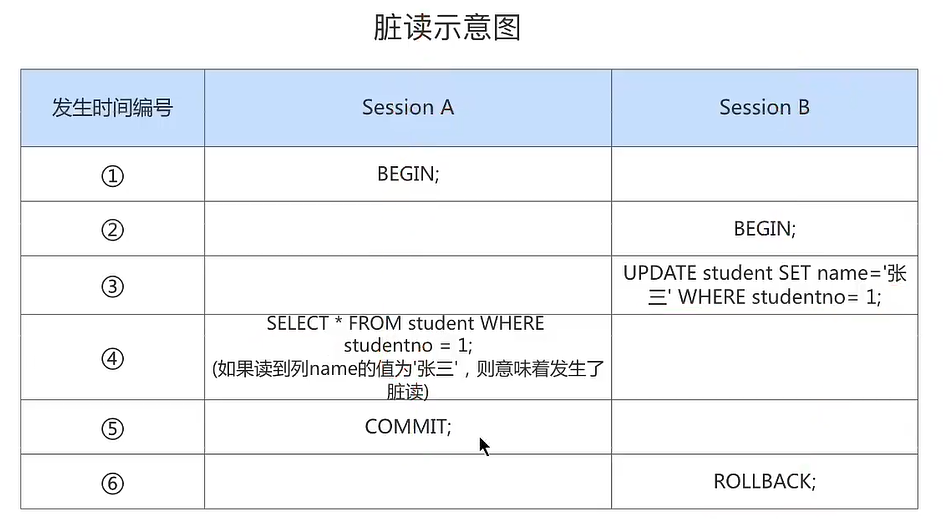 脏读示意图
发生时间编号 Session A Session B
① BEGIN;
② BEGIN;
③ UPDATE student SET name='张
三' WHERE studentno= 1;
④ SELECT * FROM student WHERE
studentno = 1;
(如果读到列name的值为'张三'，则意味着发生了
脏读)
⑤ COMMIT;
⑥ ROLLBACK;